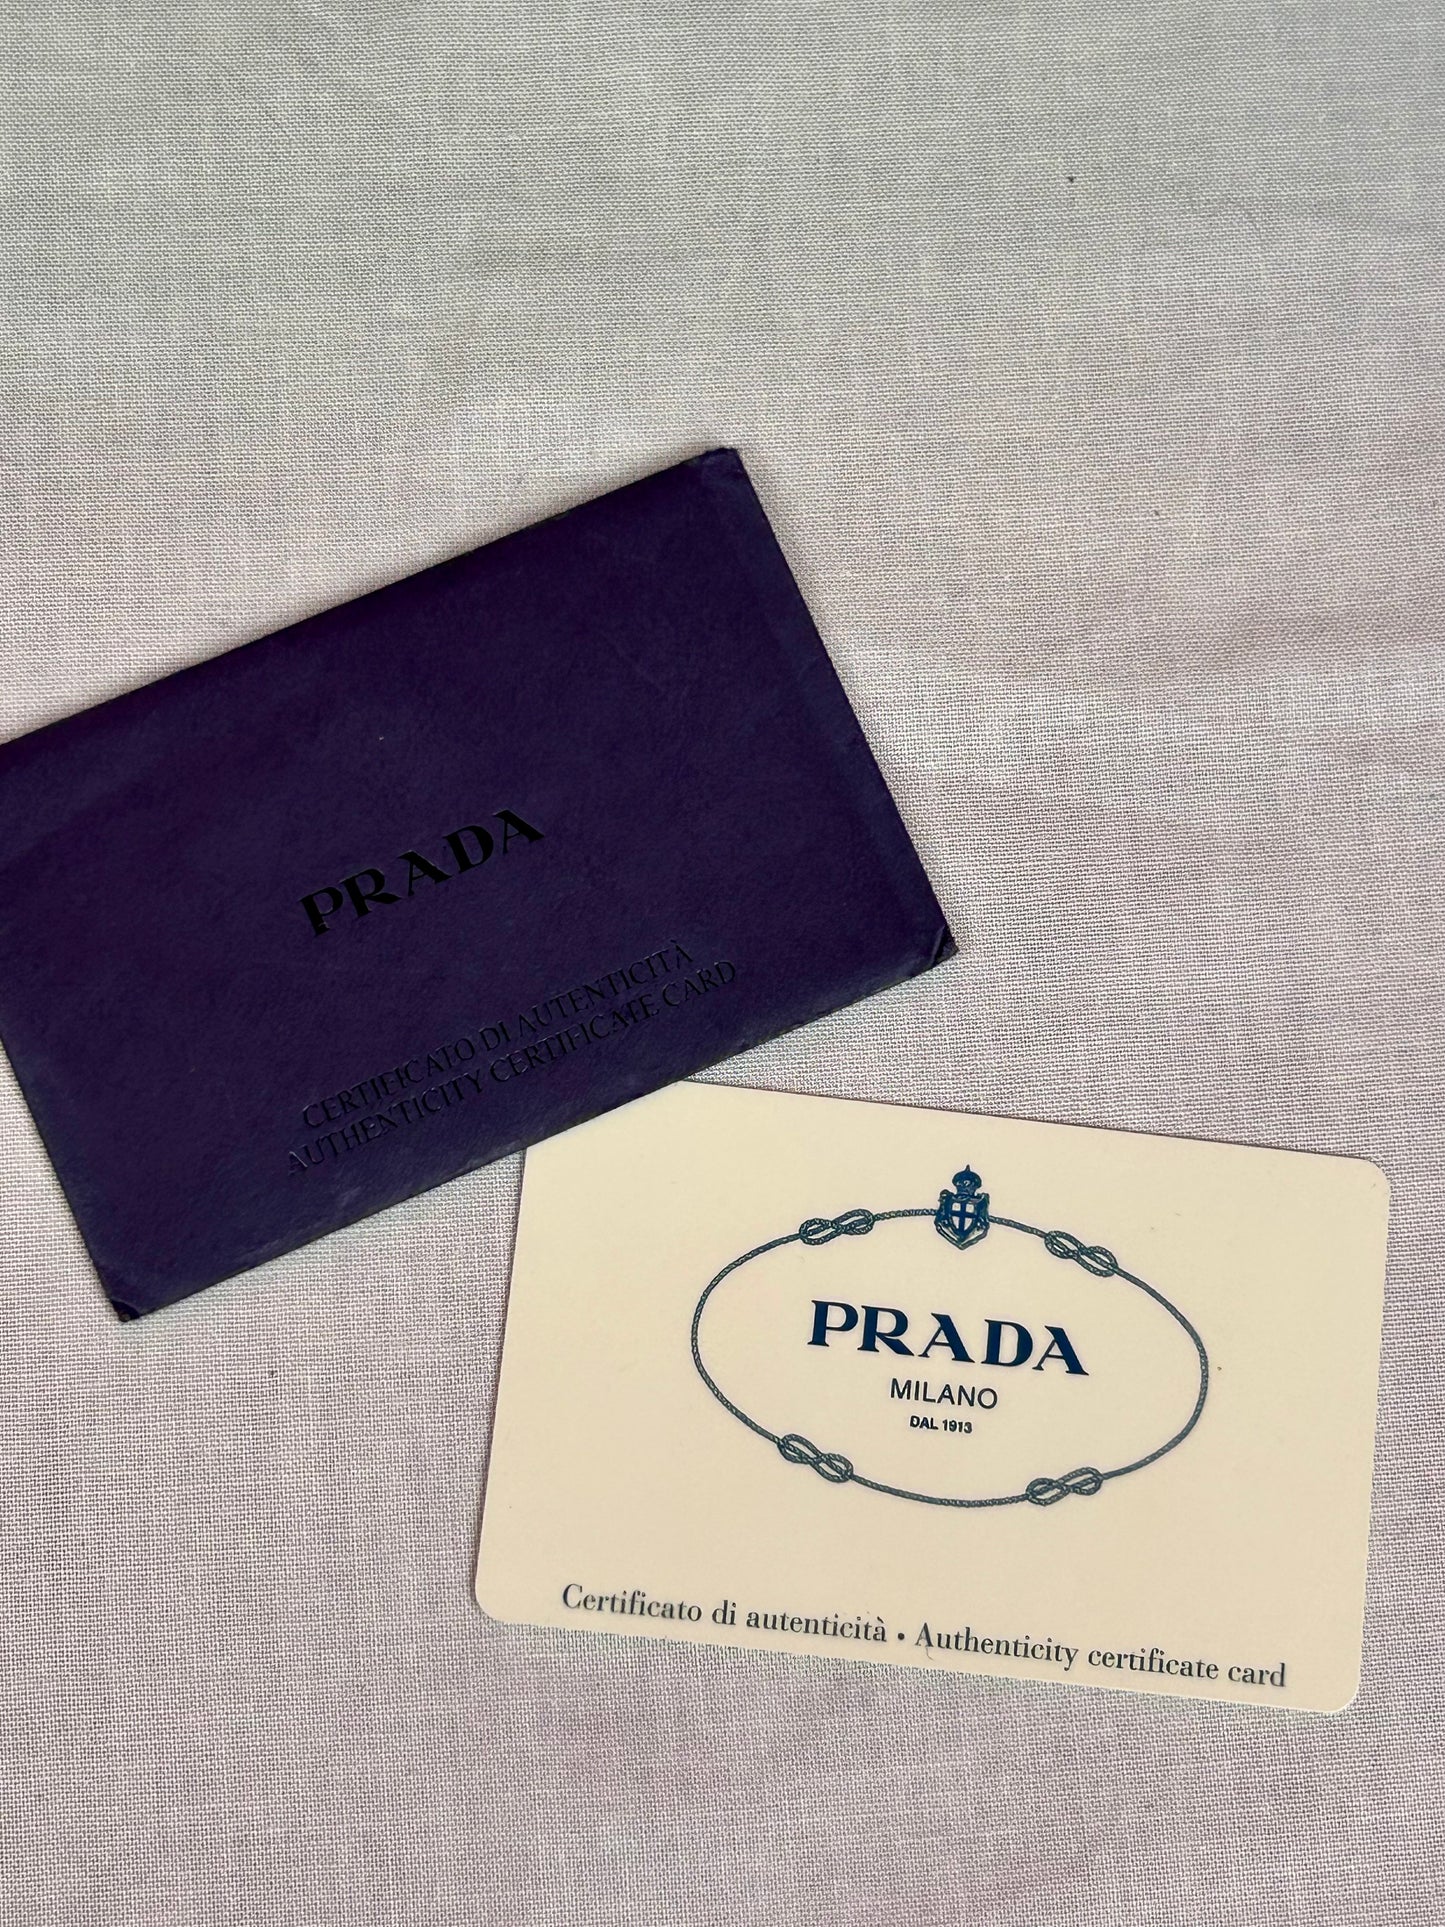 PRADA
CERTIFICATO DI AUTENTICITÀ
AUTHENTICITY CERTIFICATE CARD
PRADA
MILANO
DAL 1913
Certificato di autenticità • Authenticity certificate card